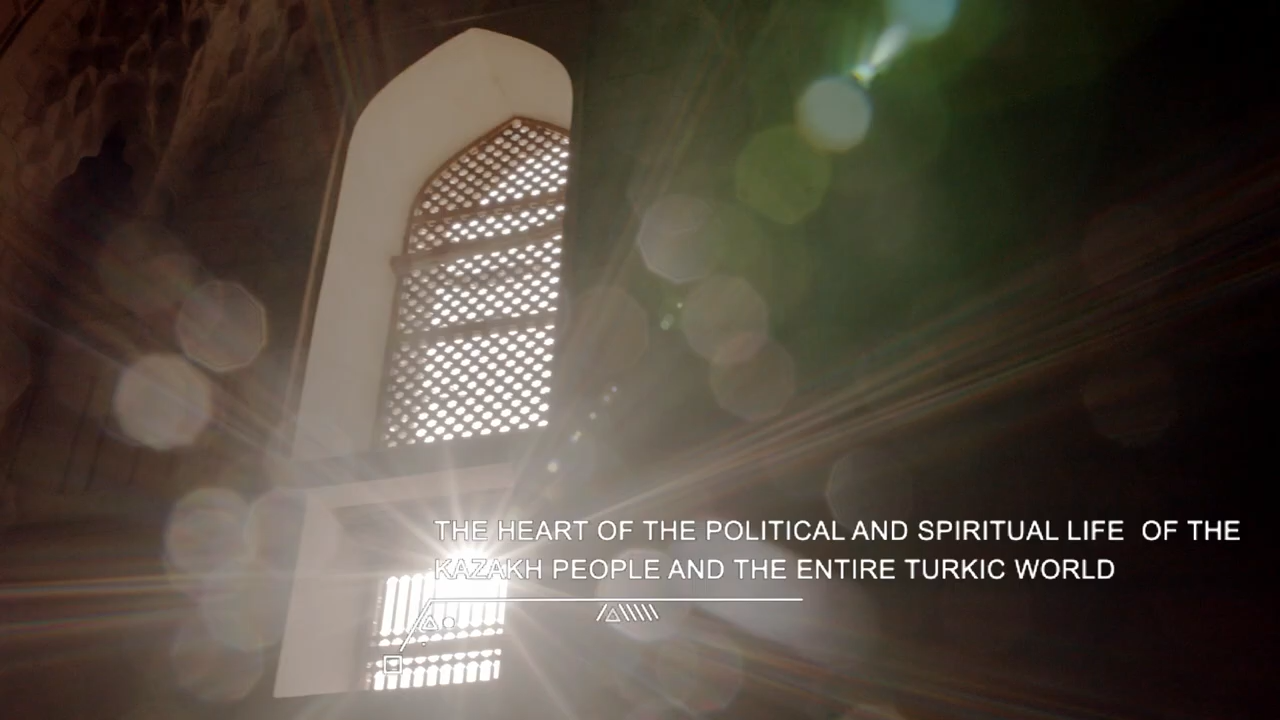 THE HEART OF THE POLITICAL AND SPIRITUAL LIFE OF THE
KAZAKH PEOPLE AND THE ENTIRE TURKIC WORLD